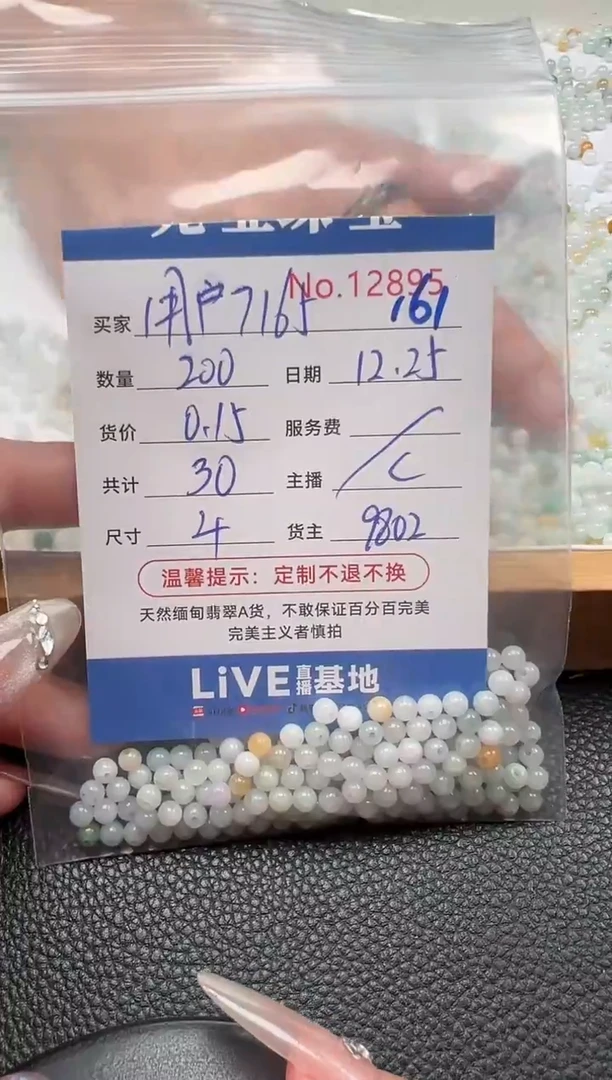 No.12895
买家 用户7165 161
数量 200 日期 12.25
货价 0.15 服务费 /
共计 30 主播 C
尺寸 4 货主 9802
温馨提示：定制不退不换
天然缅甸翡翠A货，不敢保证百分百完美
完美主义者慎拍
LiVE直播基地